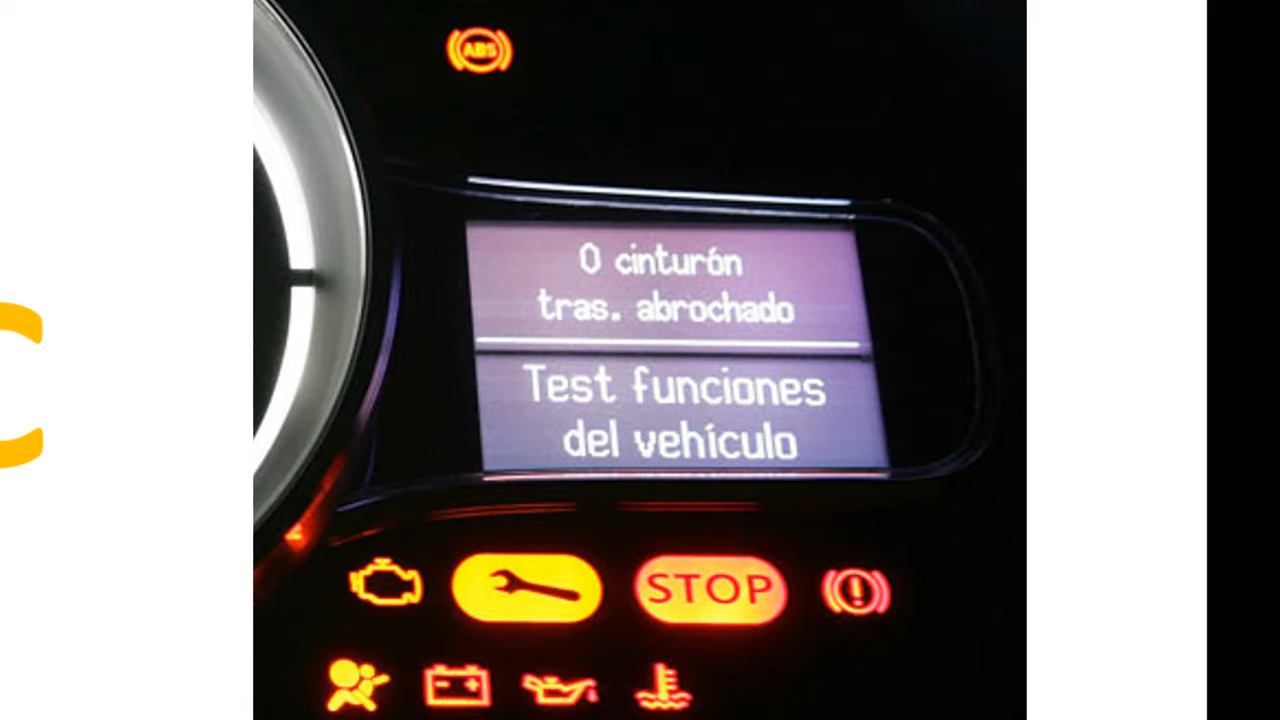 ABS
0 cinturón
tras. abrochado
Test funciones
del vehículo
STOP